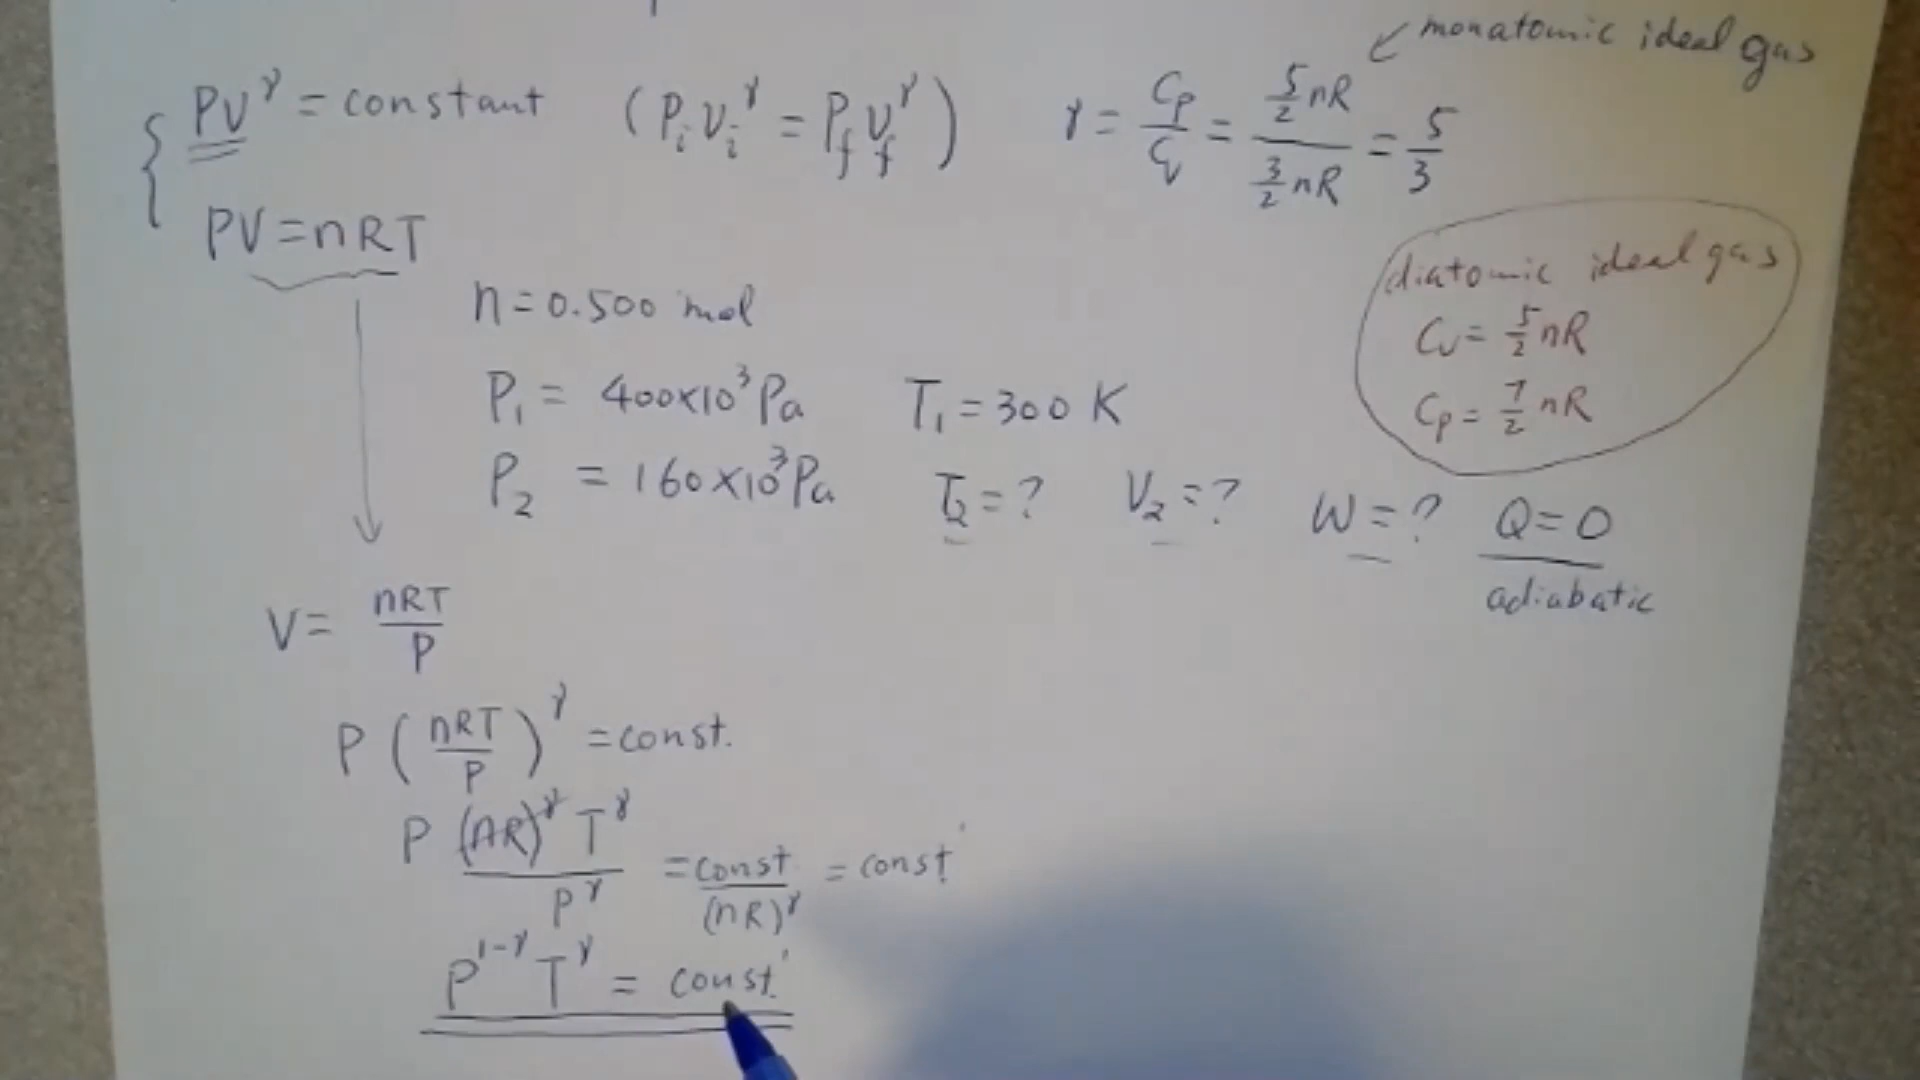 monatomic ideal gas
PV^γ = constant (P_i V_i^γ = P_f V_f^γ) γ = C_p/C_v = (5/2 nR)/(3/2 nR) = 5/3
PV = nRT
diatomic ideal gas
C_v = 5/2 nR
C_p = 7/2 nR
n = 0.500 mol
P_1 = 400×10^3 Pa T_1 = 300 K
P_2 = 160×10^3 Pa T_2 = ? V_2 = ? W = ? Q = 0
adiabatic
V = nRT/P
P(nRT/P)^γ = const.
P (nR)^γ T^γ / P^γ = const/(nR)^γ = const'
P^(1-γ) T^γ = const.'